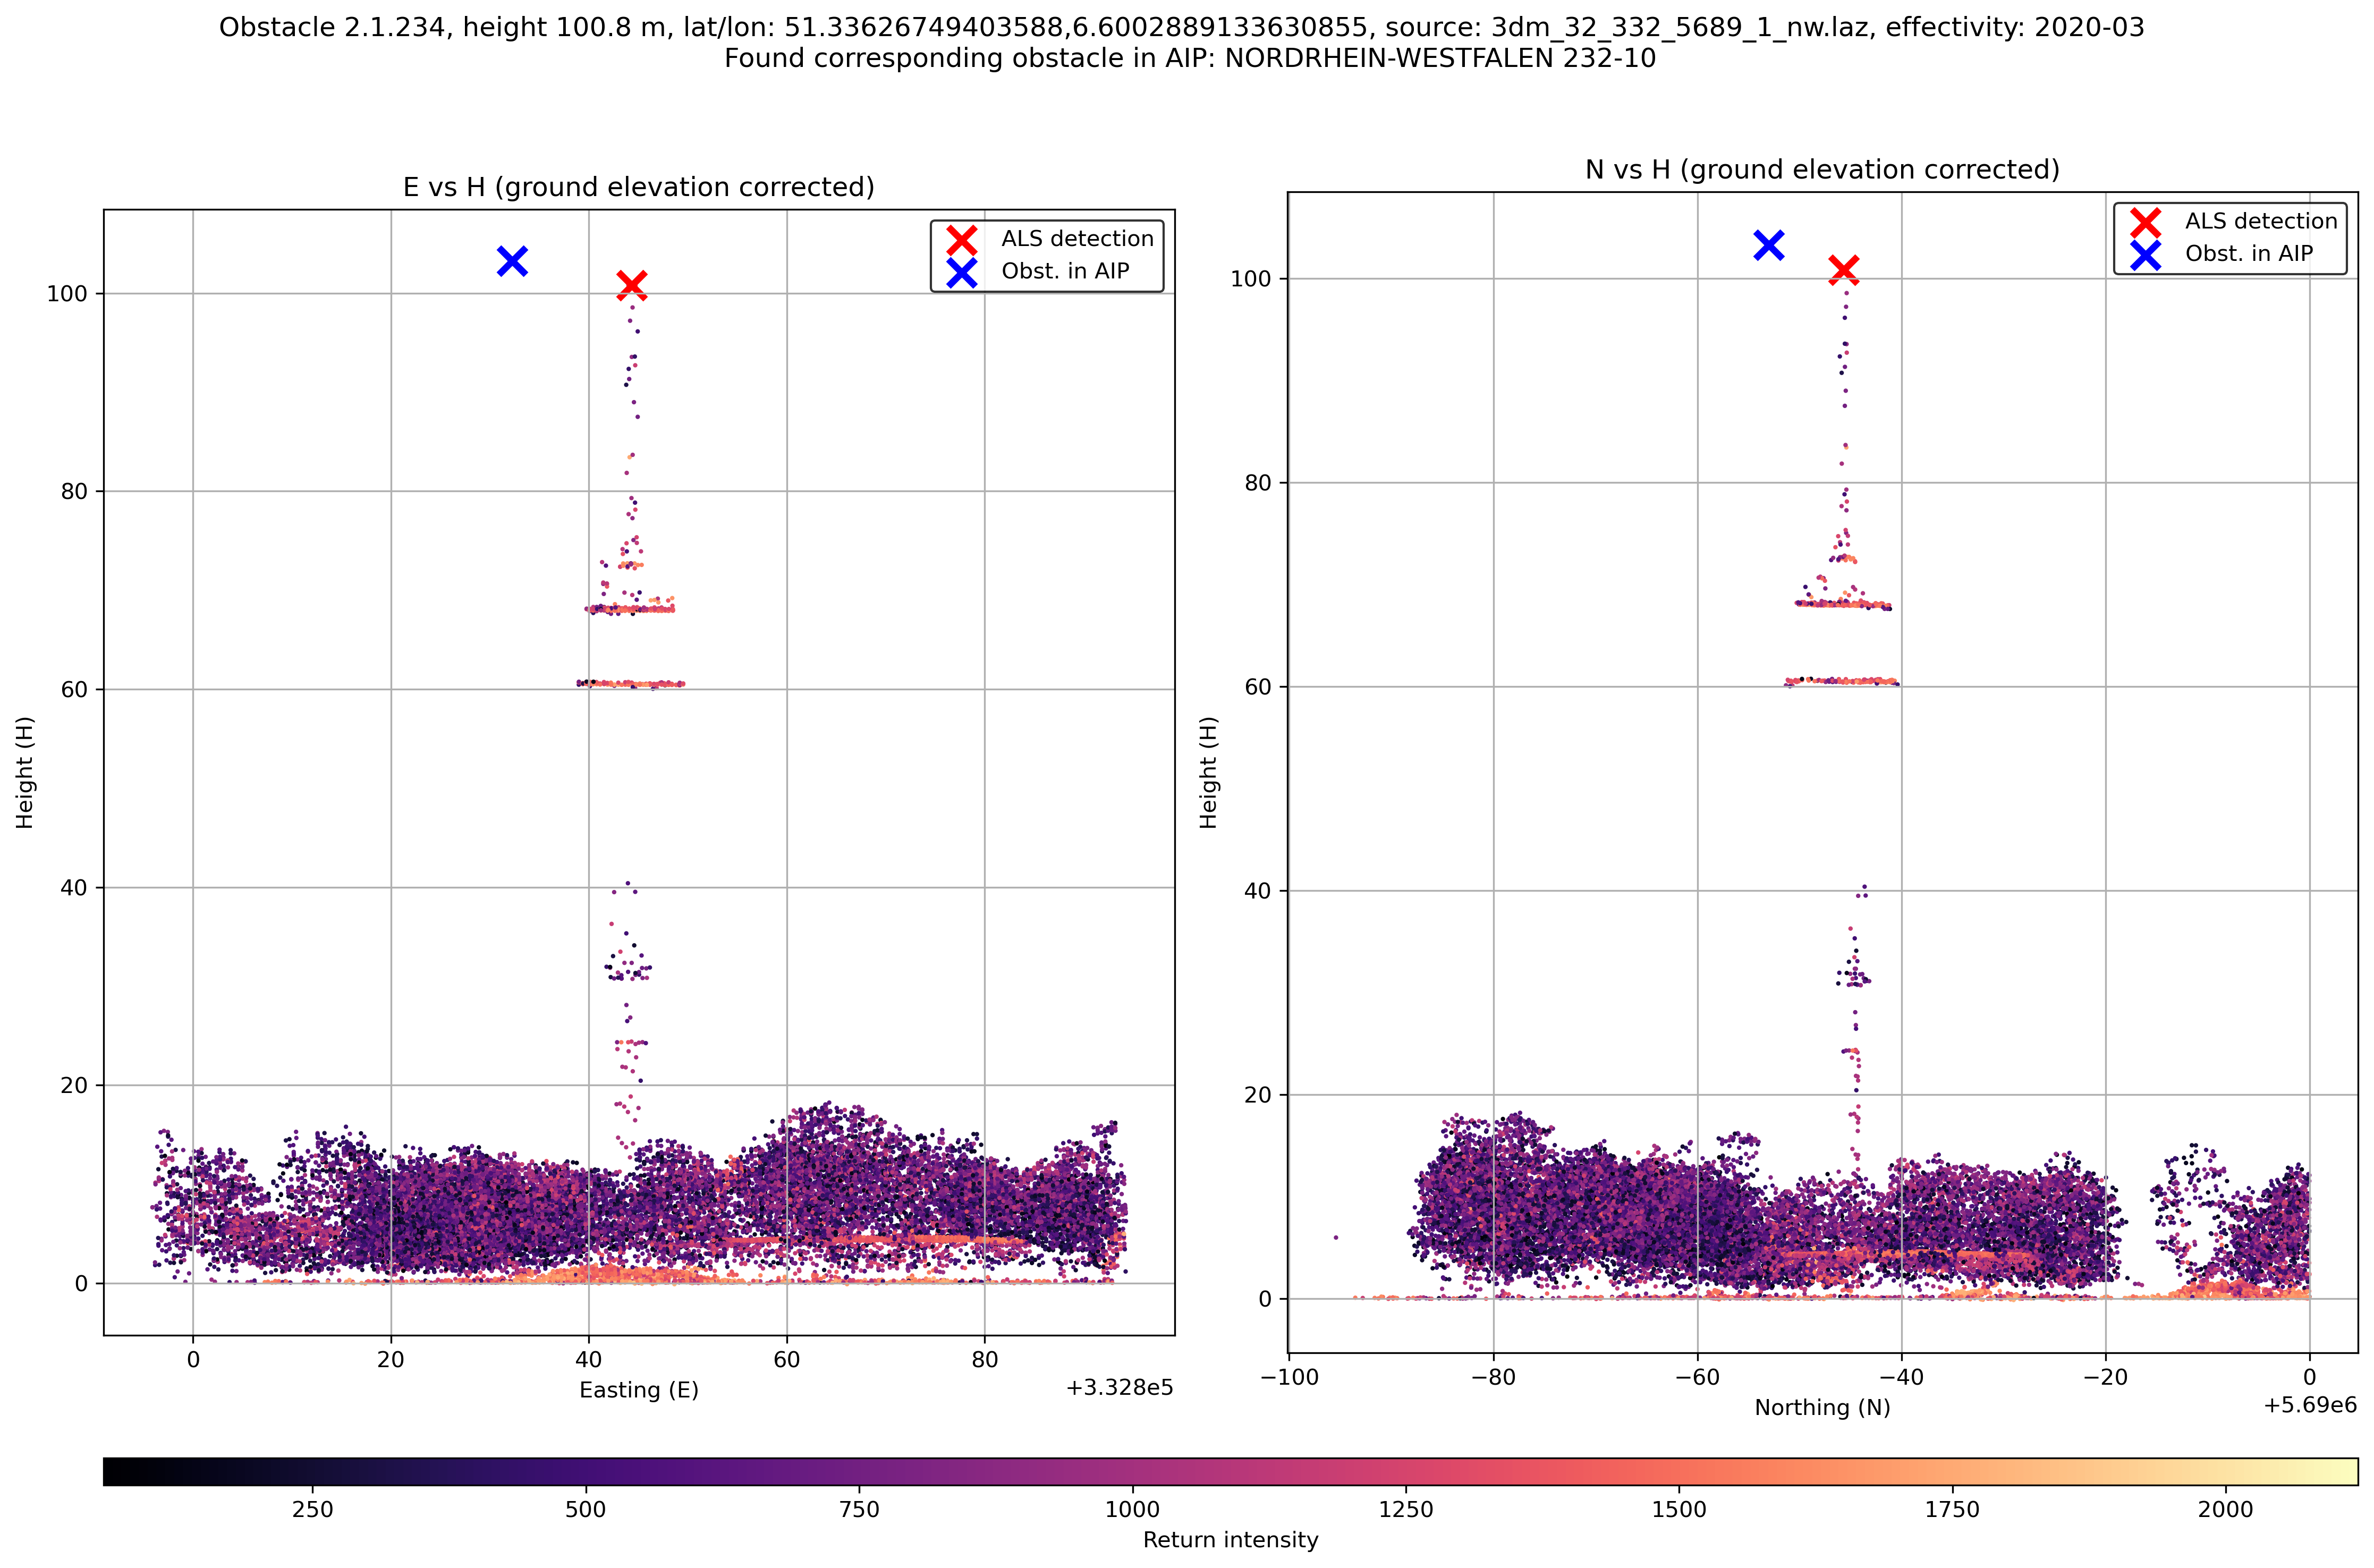 Obstacle 2.1.234, height 100.8 m, lat/lon: 51.33626749403588,6.6002889133630855, source: 3dm_32_332_5689_1_nw.laz, effectivity: 2020-03
Found corresponding obstacle in AIP: NORDRHEIN-WESTFALEN 232-10
E vs H (ground elevation corrected)
ALS detection
Obst. in AIP
100
80
60
40
20
0
Height (H)
0 20 40 60 80
Easting (E)
+3.328e5
N vs H (ground elevation corrected)
ALS detection
Obst. in AIP
100
80
60
40
20
0
Height (H)
−100 −80 −60 −40 −20 0
Northing (N)
+5.69e6
250 500 750 1000 1250 1500 1750 2000
Return intensity